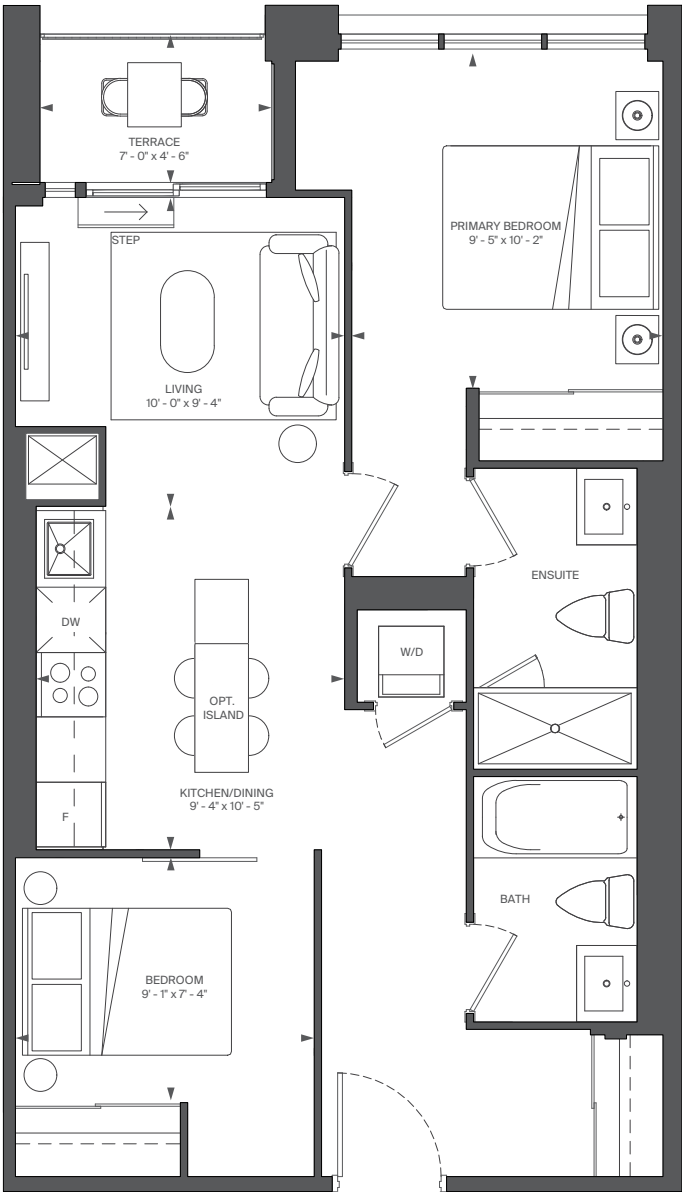 TERRACE
7' - 0" x 4' - 6"
STEP
PRIMARY BEDROOM
9' - 5" x 10' - 2"
LIVING
10' - 0" x 9' - 4"
ENSUITE
DW
W/D
OPT.
ISLAND
KITCHEN/DINING
9' - 4" x 10' - 5"
F
BATH
BEDROOM
9' - 1" x 7' - 4"